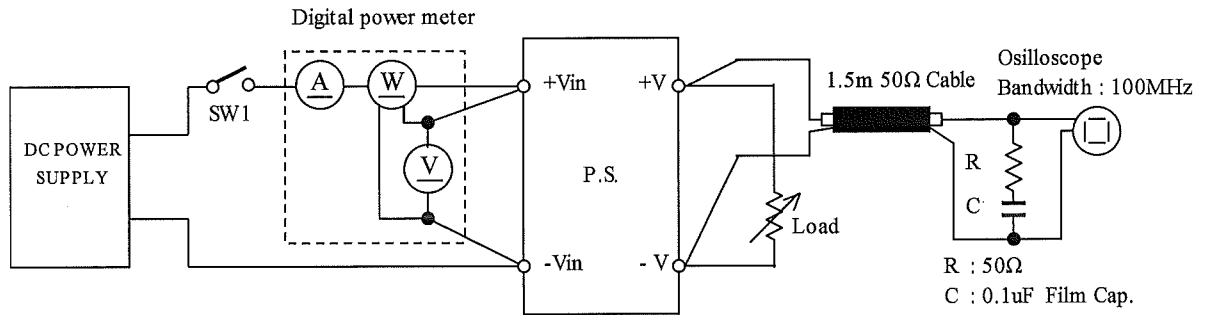 Digital power meter
DC POWER
SUPPLY
SW1
A
W
V
+Vin
-Vin
P.S.
+V
- V
Load
1.5m 50Ω Cable
Osilloscope
Bandwidth : 100MHz
R
C
R : 50Ω
C : 0.1uF Film Cap.